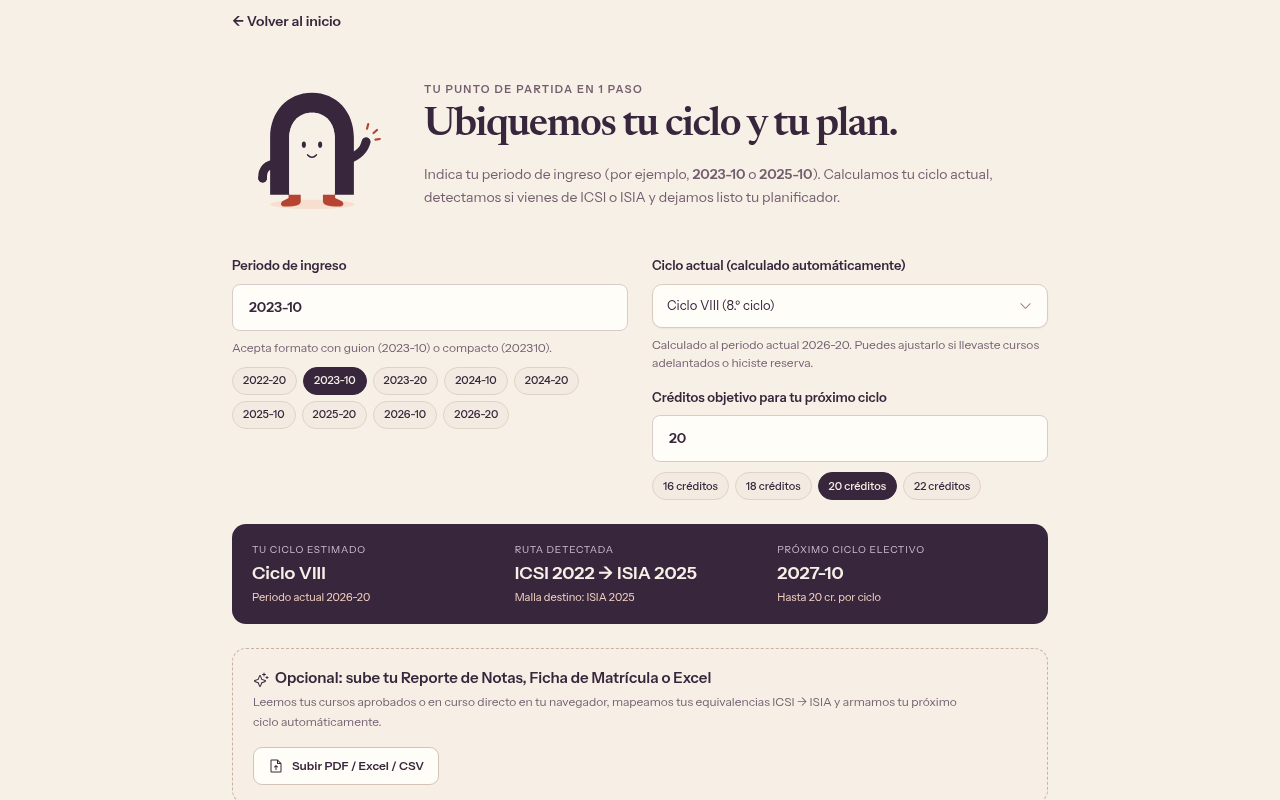 ← Volver al inicio
TU PUNTO DE PARTIDA EN 1 PASO
Ubiquemos tu ciclo y tu plan.
Indica tu periodo de ingreso (por ejemplo, 2023-10 o 2025-10). Calculamos tu ciclo actual,
detectamos si vienes de ICSI o ISIA y dejamos listo tu planificador.
Periodo de ingreso
2023-10
Acepta formato con guion (2023-10) o compacto (202310).
2022-20
2023-10
2023-20
2024-10
2024-20
2025-10
2025-20
2026-10
2026-20
Ciclo actual (calculado automáticamente)
Ciclo VIII (8.º ciclo)
Calculado al periodo actual 2026-20. Puedes ajustarlo si llevaste cursos
adelantados o hiciste reserva.
Créditos objetivo para tu próximo ciclo
20
16 créditos
18 créditos
20 créditos
22 créditos
TU CICLO ESTIMADO
Ciclo VIII
Periodo actual 2026-20
RUTA DETECTADA
ICSI 2022 → ISIA 2025
Malla destino: ISIA 2025
PRÓXIMO CICLO ELECTIVO
2027-10
Hasta 20 cr. por ciclo
Opcional: sube tu Reporte de Notas, Ficha de Matrícula o Excel
Leemos tus cursos aprobados o en curso directo en tu navegador, mapeamos tus equivalencias ICSI → ISIA y armamos tu próximo
ciclo automáticamente.
Subir PDF / Excel / CSV